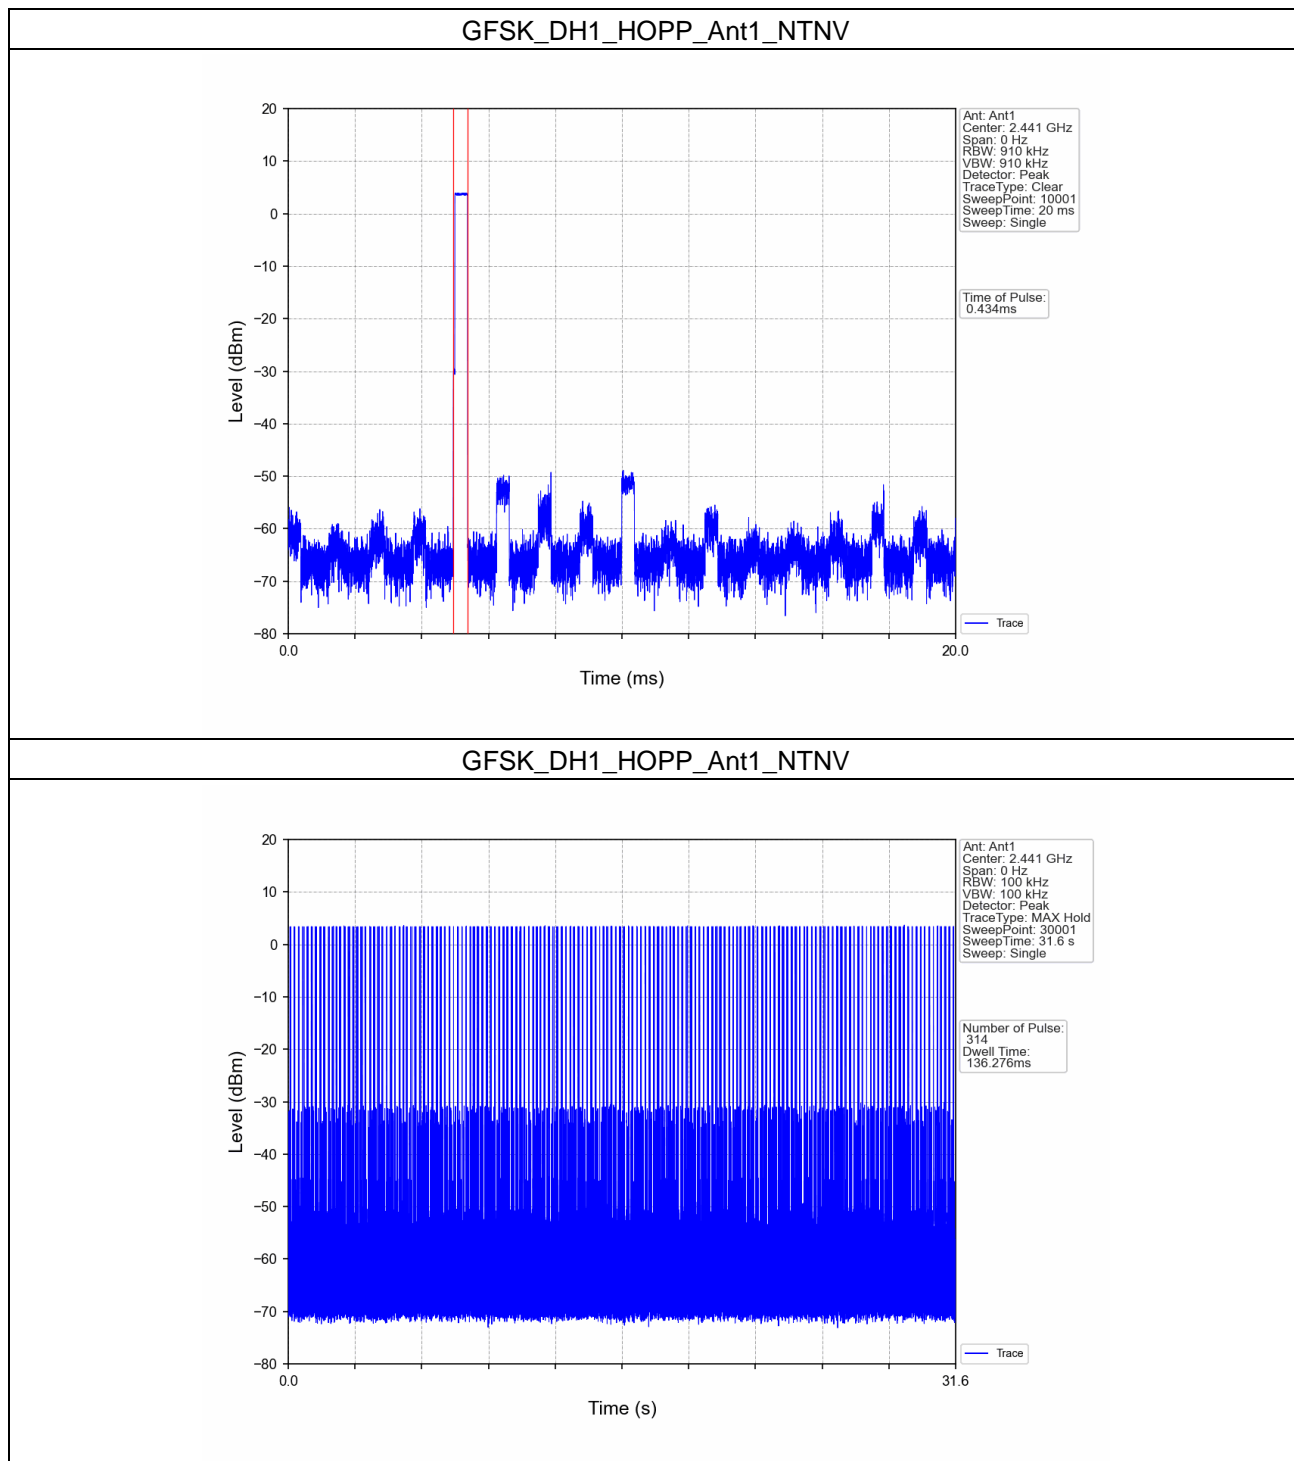 GFSK_DH1_HOPP_Ant1_NTNV
20
10
0
−10
−20
−30
−40
−50
−60
−70
−80
Level (dBm)
0.0
20.0
Time (ms)
Ant: Ant1
Center: 2.441 GHz
Span: 0 Hz
RBW: 910 kHz
VBW: 910 kHz
Detector: Peak
TraceType: Clear
SweepPoint: 10001
SweepTime: 20 ms
Sweep: Single
Time of Pulse:
0.434ms
Trace
GFSK_DH1_HOPP_Ant1_NTNV
20
10
0
−10
−20
−30
−40
−50
−60
−70
−80
Level (dBm)
0.0
31.6
Time (s)
Ant: Ant1
Center: 2.441 GHz
Span: 0 Hz
RBW: 100 kHz
VBW: 100 kHz
Detector: Peak
TraceType: MAX Hold
SweepPoint: 30001
SweepTime: 31.6 s
Sweep: Single
Number of Pulse:
314
Dwell Time:
136.276ms
Trace